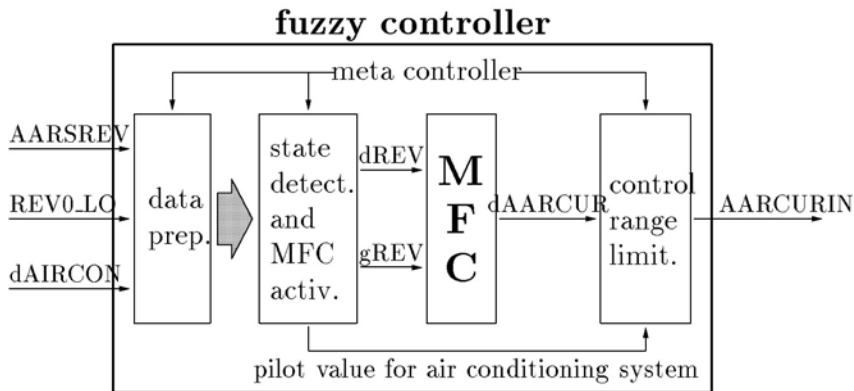 fuzzy controller
meta controller
AARSREV
REV0_LO
dAIRCON
data
prep.
state
detect.
and
MFC
activ.
dREV
gREV
M
F
C
dAARCUR
control
range
limit.
AARCURIN
pilot value for air conditioning system